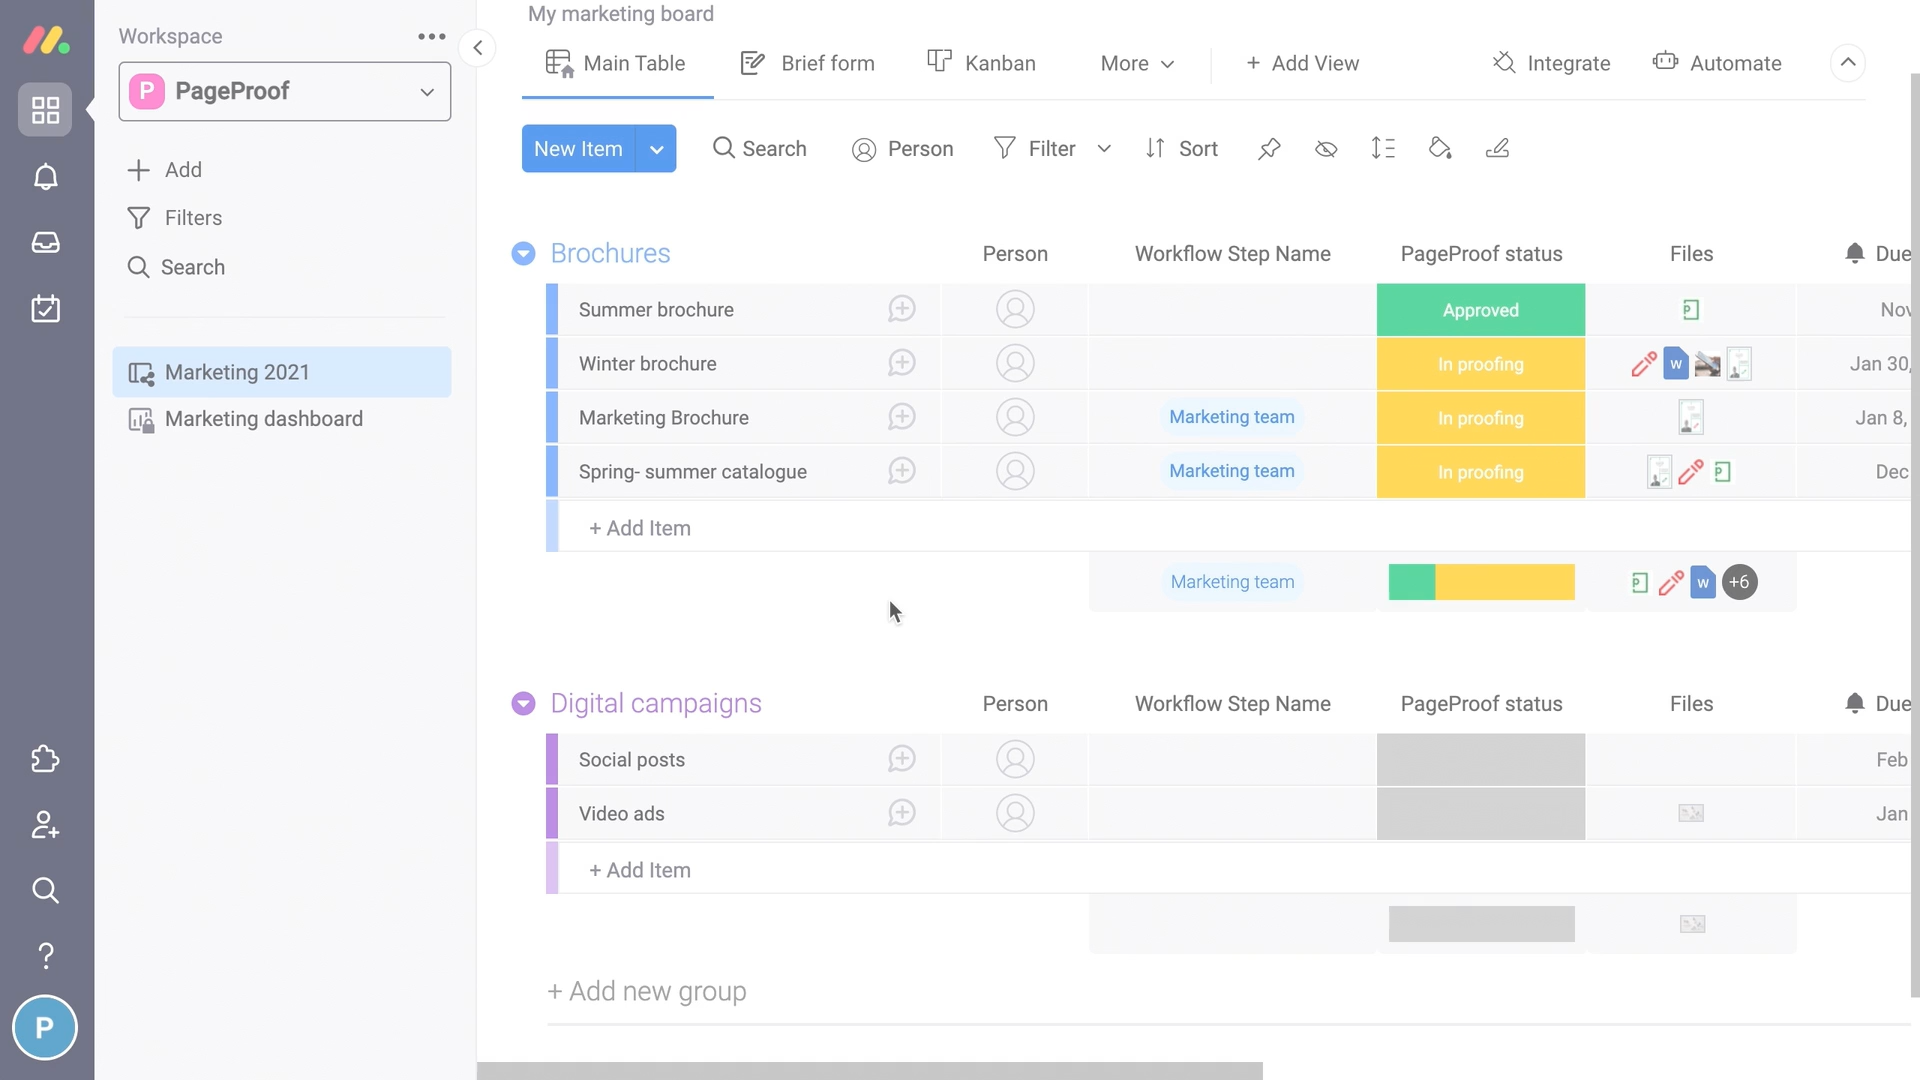 My marketing board
Workspace
P PageProof
Main Table Brief form Kanban More + Add View Integrate Automate
New Item Search Person Filter Sort
+ Add
Filters
Search
Marketing 2021
Marketing dashboard
Brochures Person Workflow Step Name PageProof status Files Due
Summer brochure Approved P Nov
Winter brochure In proofing W Jan 30,
Marketing Brochure Marketing team In proofing Jan 8,
Spring- summer catalogue Marketing team In proofing P Dec
+ Add Item
Marketing team P W +6
Digital campaigns Person Workflow Step Name PageProof status Files Due
Social posts Feb
Video ads Jan
+ Add Item
+ Add new group
?
P